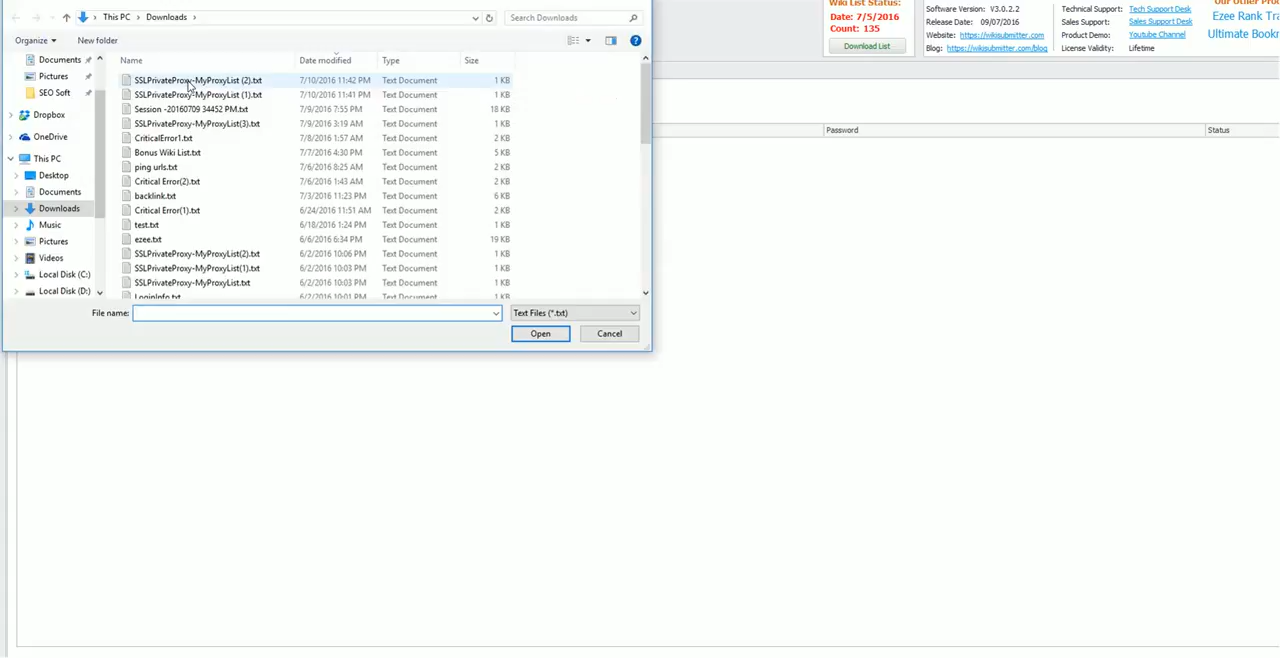 This PC › Downloads ›
Search Downloads
Organize
New folder
Documents
Pictures
SEO Soft
Dropbox
OneDrive
This PC
Desktop
Documents
Downloads
Music
Pictures
Videos
Local Disk (C:)
Local Disk (D:)
Name Date modified Type Size
SSLPrivateProxy-MyProxyList (2).txt 7/10/2016 11:42 PM Text Document 1 KB
SSLPrivateProxy-MyProxyList (1).txt 7/10/2016 11:41 PM Text Document 1 KB
Session -20160709 34452 PM.txt 7/9/2016 7:55 PM Text Document 18 KB
SSLPrivateProxy-MyProxyList(3).txt 7/9/2016 3:19 AM Text Document 1 KB
CriticalError1.txt 7/8/2016 1:57 AM Text Document 2 KB
Bonus Wiki List.txt 7/7/2016 4:30 PM Text Document 5 KB
ping urls.txt 7/6/2016 8:25 AM Text Document 2 KB
Critical Error(2).txt 7/6/2016 1:43 AM Text Document 2 KB
backlink.txt 7/3/2016 11:23 PM Text Document 6 KB
Critical Error(1).txt 6/24/2016 11:51 AM Text Document 2 KB
test.txt 6/18/2016 1:24 PM Text Document 1 KB
ezee.txt 6/6/2016 6:34 PM Text Document 19 KB
SSLPrivateProxy-MyProxyList(2).txt 6/2/2016 10:06 PM Text Document 1 KB
SSLPrivateProxy-MyProxyList(1).txt 6/2/2016 10:03 PM Text Document 1 KB
SSLPrivateProxy-MyProxyList.txt 6/2/2016 10:03 PM Text Document 1 KB
LoginInfo.txt 6/2/2016 10:01 PM Text Document 1 KB
File name:
Text Files (*.txt)
Open
Cancel
Wiki List Status:
Date: 7/5/2016
Count: 135
Download List
Software Version: V3.0.2.2
Release Date: 09/07/2016
Website: https://wikisubmitter.com
Blog: https://wikisubmitter.com/blog
Technical Support: Tech Support Desk
Sales Support: Sales Support Desk
Product Demo: Youtube Channel
License Validity: Lifetime
Our Other
Ezee Rank
Ultimate
Password
Status